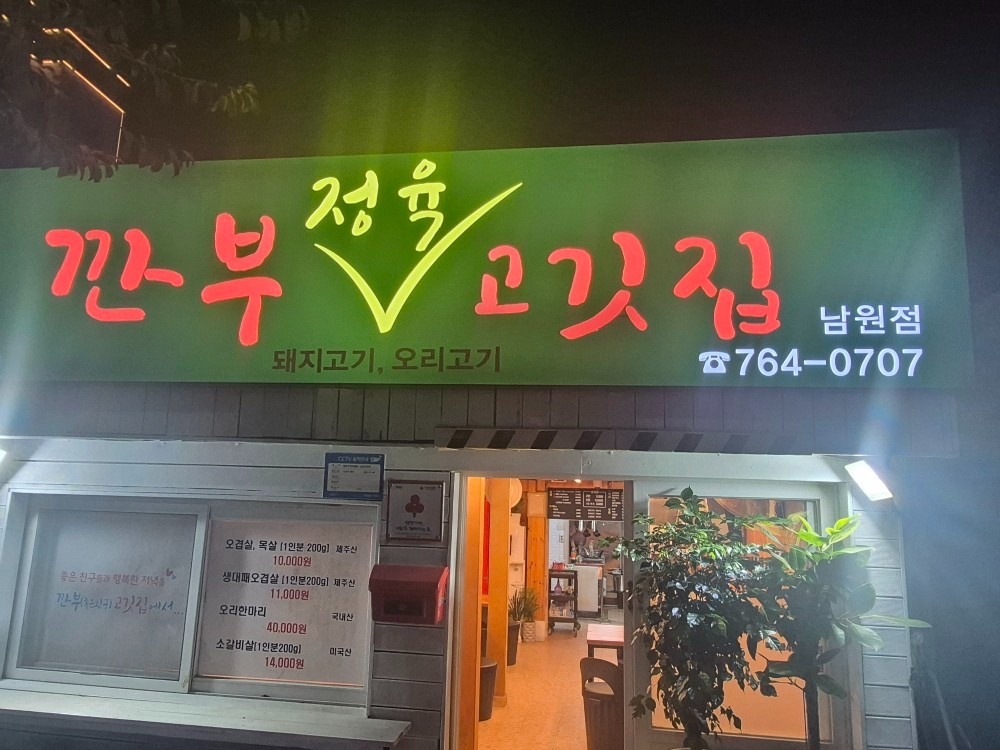 깐부 정육 고깃집
남원점
돼지고기, 오리고기
☎764-0707
오겹살, 목살 (1인분 200g) 제주산
10.000원
생대패오겹살 (1인분200g) 제주산
11,000원
오리한마리 국내산
40.000원
소갈비살(1인분200g) 미국산
14,000원
좋은 친구들과 행복한 저녁을
깐부 고깃집에서...